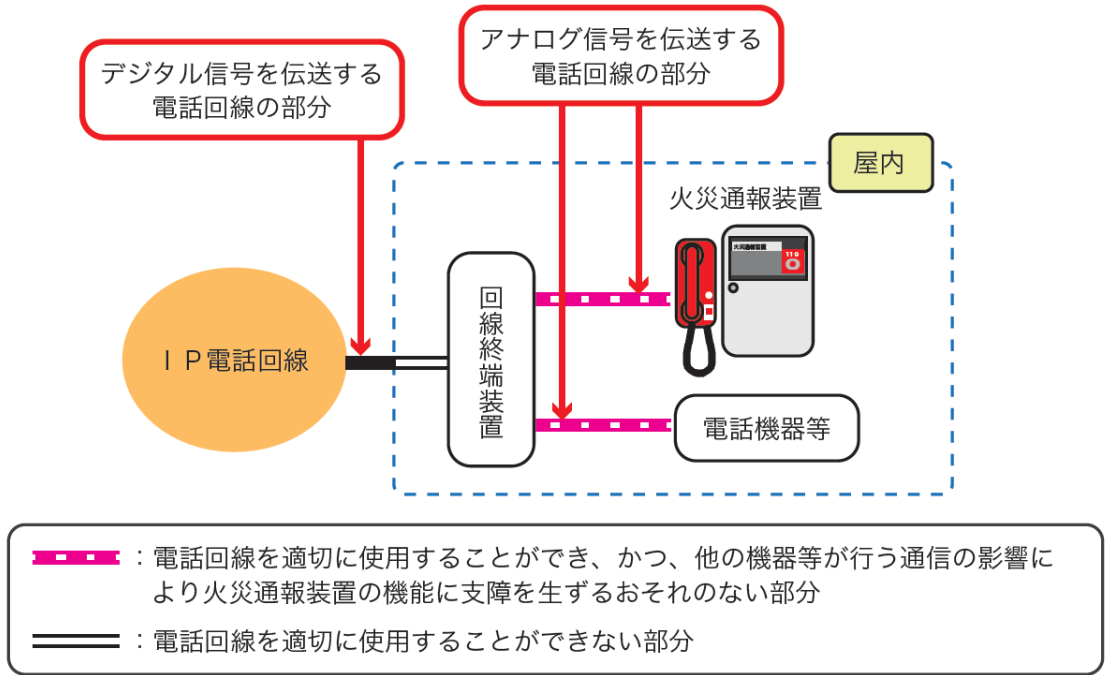 デジタル信号を伝送する
電話回線の部分
アナログ信号を伝送する
電話回線の部分
屋内
火災通報装置
火災通報装置
119
回線終端装置
ＩＰ電話回線
電話機器等
：電話回線を適切に使用することができ、かつ、他の機器等が行う通信の影響に
より火災通報装置の機能に支障を生ずるおそれのない部分
：電話回線を適切に使用することができない部分